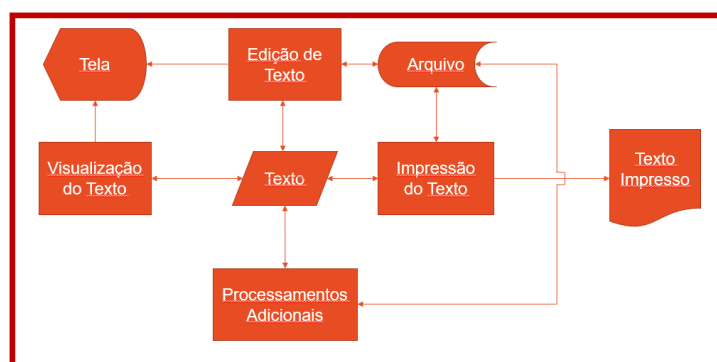 Tela
Edição de
Texto
Arquivo
Visualização
do Texto
Texto
Impressão
do Texto
Texto
Impresso
Processamentos
Adicionais